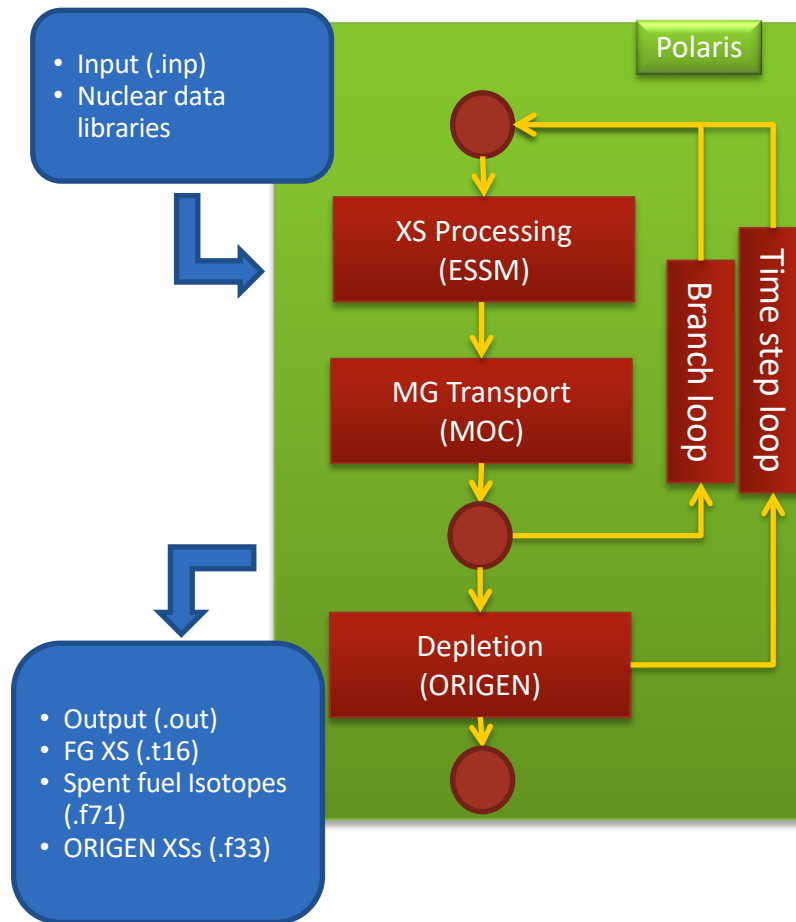 Polaris
• Input (.inp)
• Nuclear data
libraries
XS Processing
(ESSM)
MG Transport
(MOC)
Branch loop
Time step loop
Depletion
(ORIGEN)
• Output (.out)
• FG XS (.t16)
• Spent fuel Isotopes
(.f71)
• ORIGEN XSs (.f33)